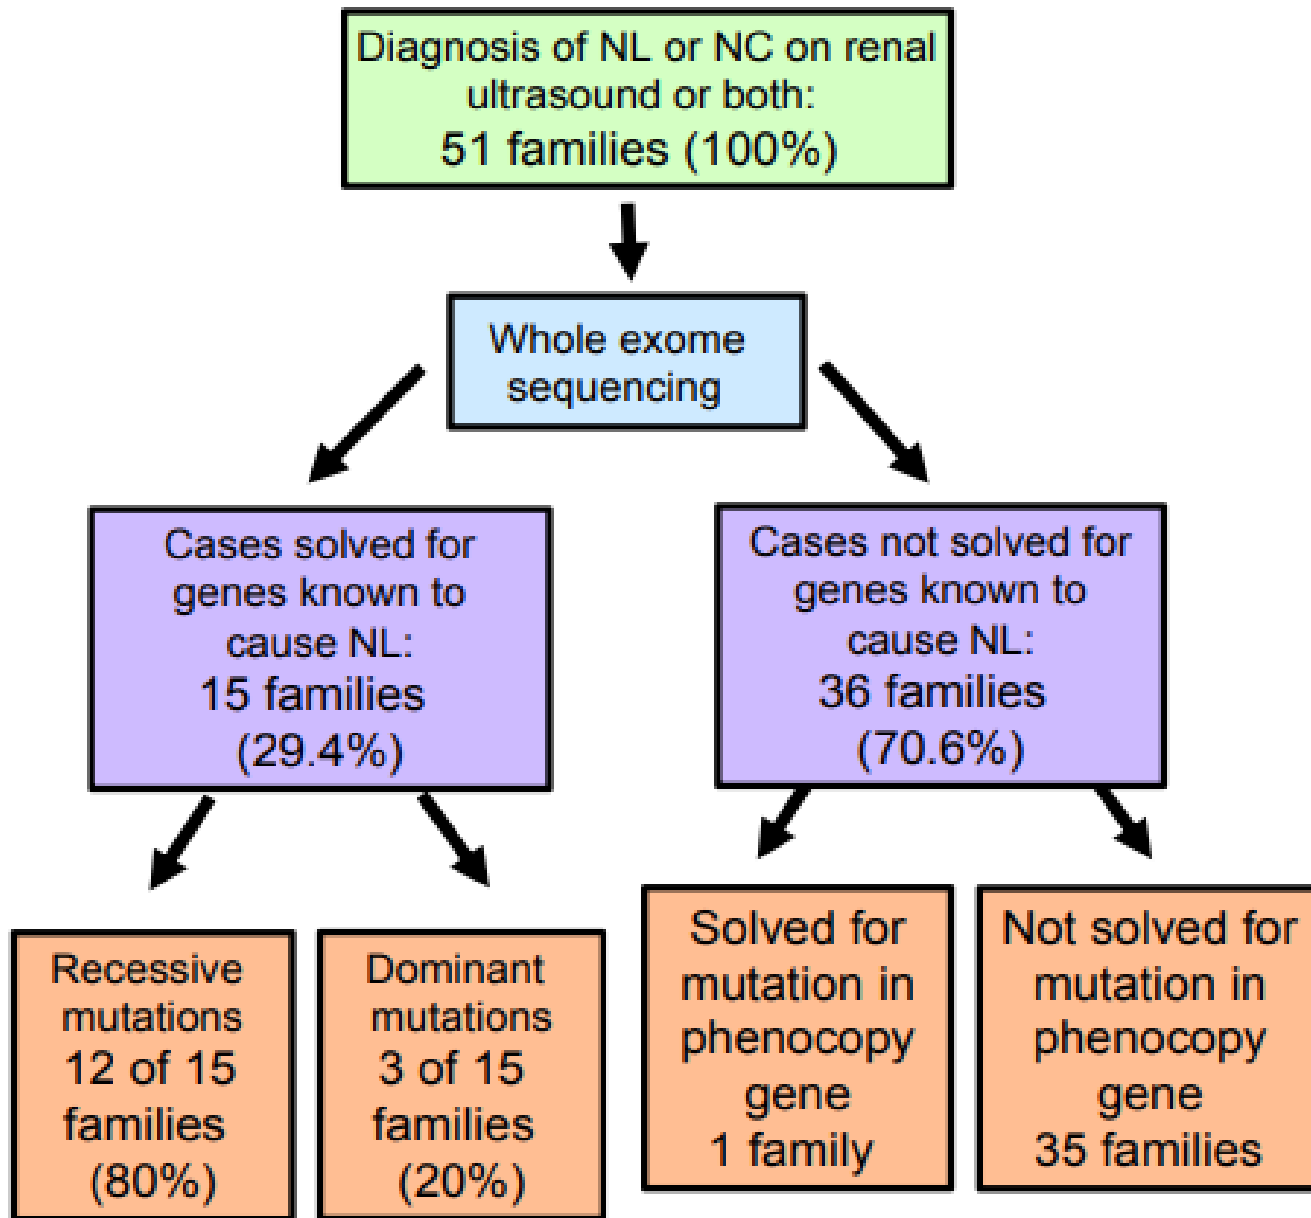 Diagnosis of NL or NC on renal
ultrasound or both:
51 families (100%)
Whole exome
sequencing
Cases solved for
genes known to
cause NL:
15 families
(29.4%)
Cases not solved for
genes known to
cause NL:
36 families
(70.6%)
Recessive
mutations
12 of 15
families
(80%)
Dominant
mutations
3 of 15
families
(20%)
Solved for
mutation in
phenocopy
gene
1 family
Not solved for
mutation in
phenocopy
gene
35 families